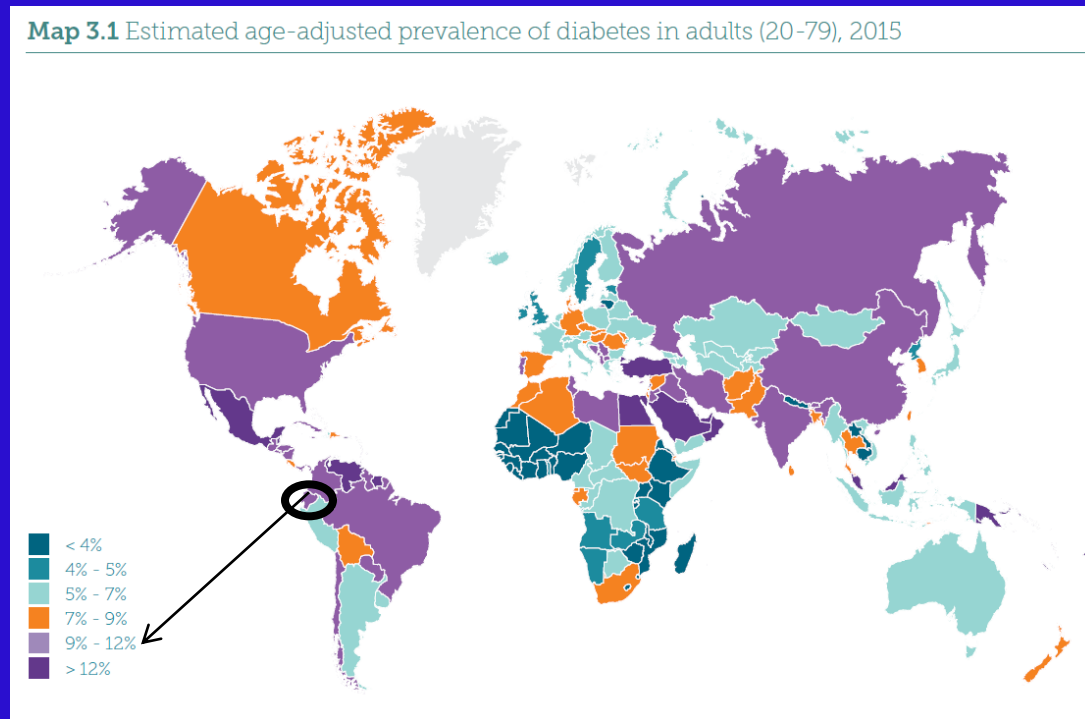 Map 3.1 Estimated age-adjusted prevalence of diabetes in adults (20-79), 2015
< 4%
4% - 5%
5% - 7%
7% - 9%
9% - 12%
> 12%